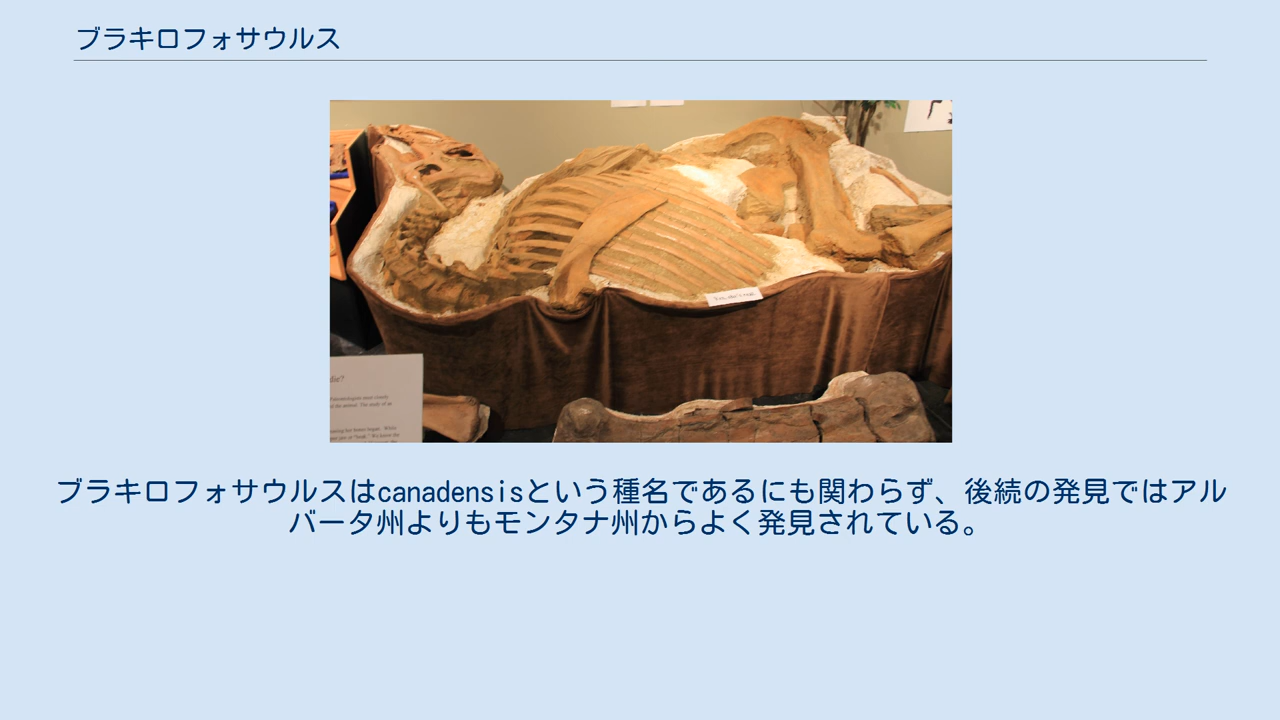 ブラキロフォサウルス
die?
ブラキロフォサウルスはcanadensisという種名であるにも関わらず、後続の発見ではアル
バータ州よりもモンタナ州からよく発見されている。